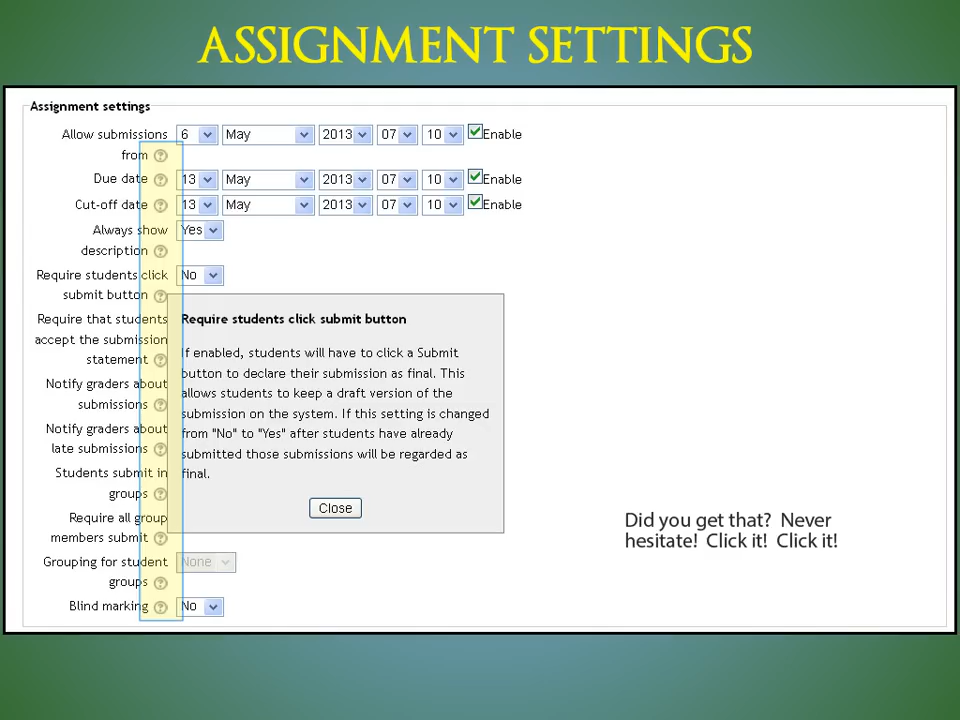 ASSIGNMENT SETTINGS
Assignment settings
Allow submissions from 6 May 2013 07 10 Enable
Due date 13 May 2013 07 10 Enable
Cut-off date 13 May 2013 07 10 Enable
Always show description Yes
Require students click submit button No
Require that students accept the submission statement
Notify graders about submissions
Notify graders about late submissions
Students submit in groups
Require all group members submit
Grouping for student groups None
Blind marking No
Require students click submit button
If enabled, students will have to click a Submit
button to declare their submission as final. This
allows students to keep a draft version of the
submission on the system. If this setting is changed
from "No" to "Yes" after students have already
submitted those submissions will be regarded as
final.
Close
Did you get that? Never
hesitate! Click it! Click it!